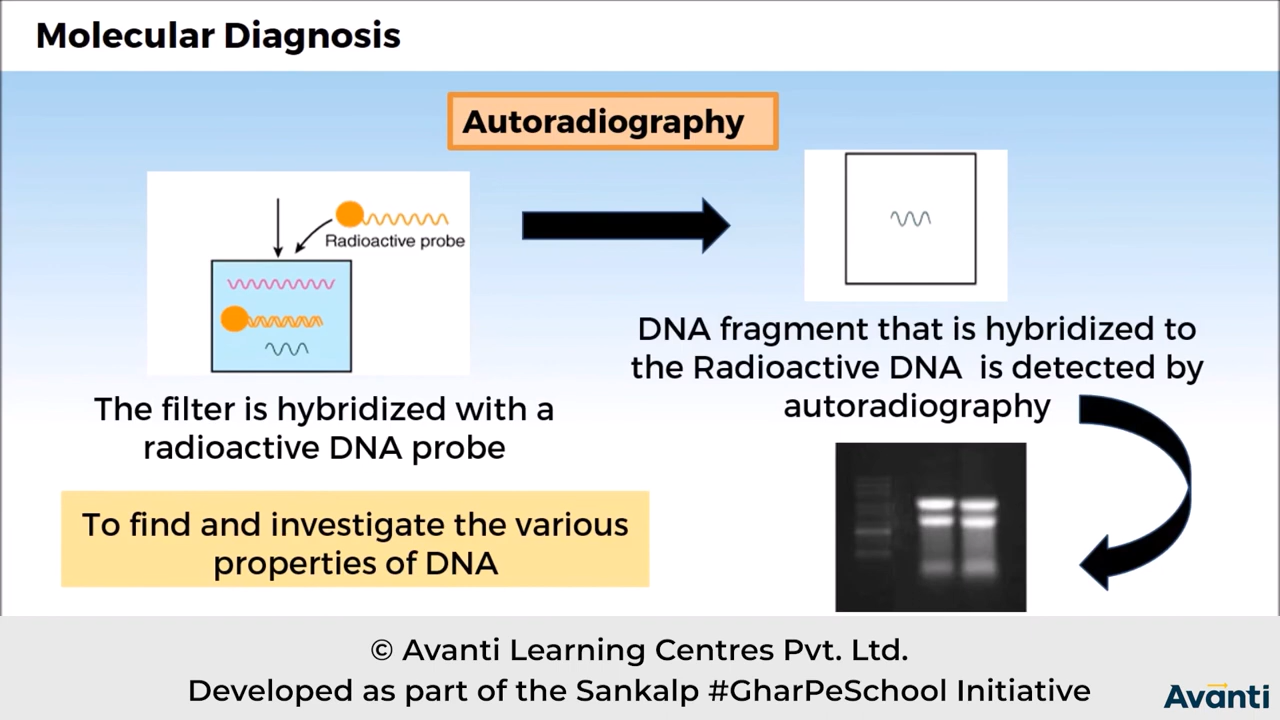 Molecular Diagnosis
Autoradiography
Radioactive probe
The filter is hybridized with a
radioactive DNA probe
DNA fragment that is hybridized to
the Radioactive DNA is detected by
autoradiography
To find and investigate the various
properties of DNA
© Avanti Learning Centres Pvt. Ltd.
Developed as part of the Sankalp #GharPeSchool Initiative
Avanti